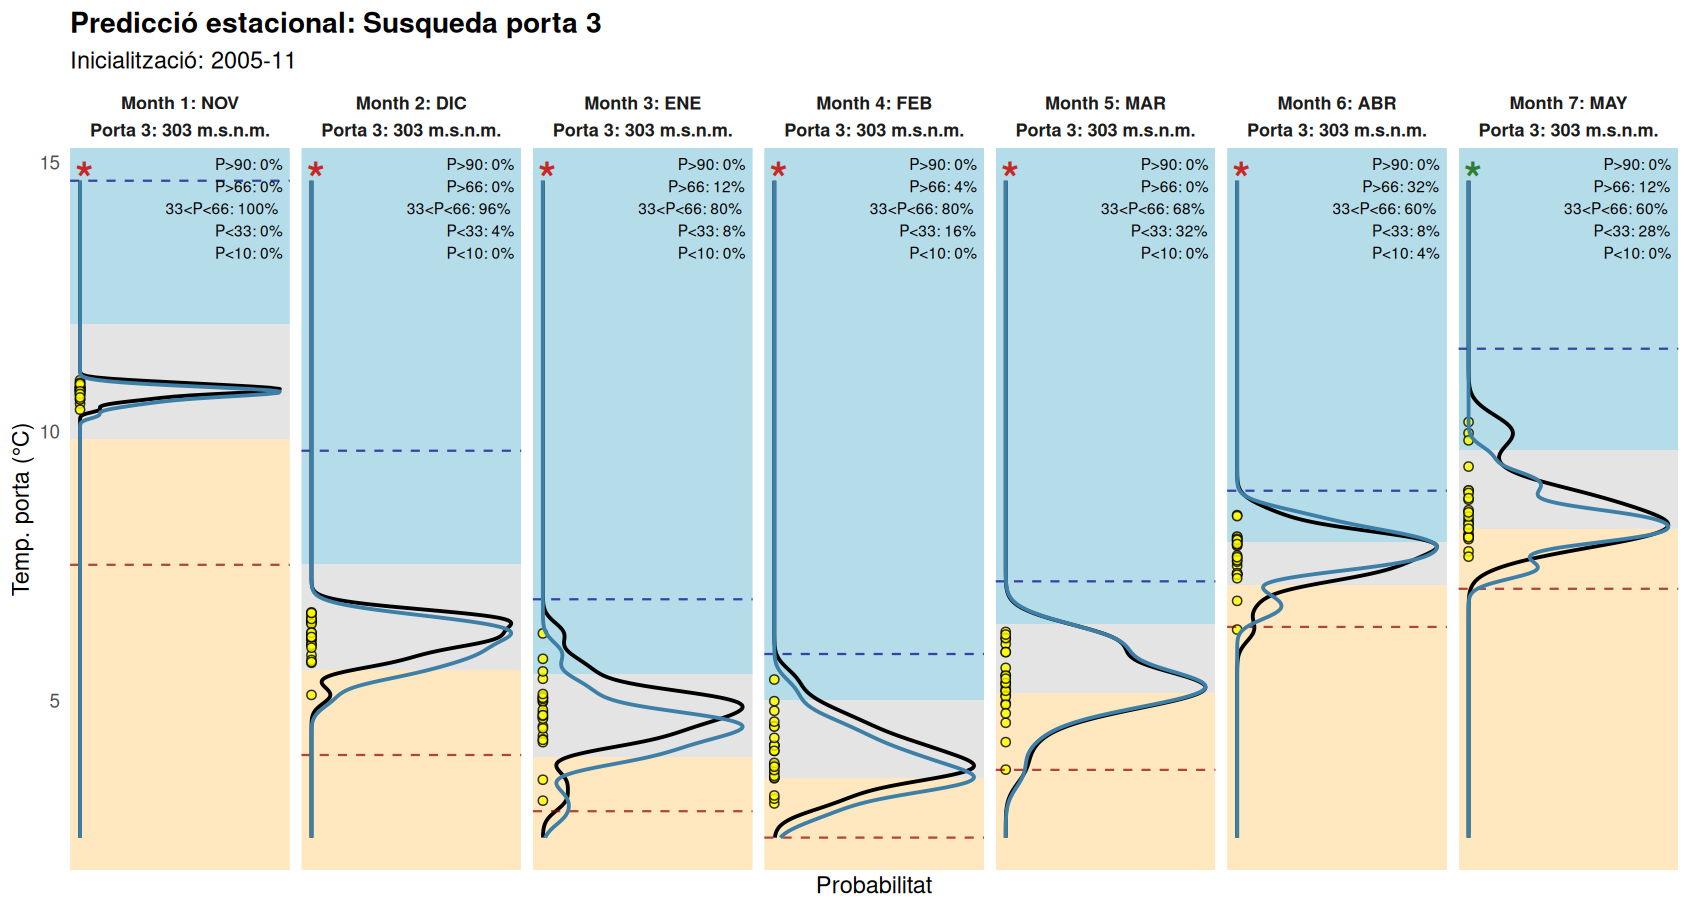 Predicció estacional: Susqueda porta 3
Inicialització: 2005-11
Month 1: NOV
Porta 3: 303 m.s.n.m.
Month 2: DIC
Porta 3: 303 m.s.n.m.
Month 3: ENE
Porta 3: 303 m.s.n.m.
Month 4: FEB
Porta 3: 303 m.s.n.m.
Month 5: MAR
Porta 3: 303 m.s.n.m.
Month 6: ABR
Porta 3: 303 m.s.n.m.
Month 7: MAY
Porta 3: 303 m.s.n.m.
Temp. porta (°C)
15
10
5
*
P>90: 0%
P>66: 0%
33<P<66: 100%
P<33: 0%
P<10: 0%
*
P>90: 0%
P>66: 0%
33<P<66: 96%
P<33: 4%
P<10: 0%
*
P>90: 0%
P>66: 12%
33<P<66: 80%
P<33: 8%
P<10: 0%
*
P>90: 0%
P>66: 4%
33<P<66: 80%
P<33: 16%
P<10: 0%
*
P>90: 0%
P>66: 0%
33<P<66: 68%
P<33: 32%
P<10: 0%
*
P>90: 0%
P>66: 32%
33<P<66: 60%
P<33: 8%
P<10: 4%
*
P>90: 0%
P>66: 12%
33<P<66: 60%
P<33: 28%
P<10: 0%
Probabilitat